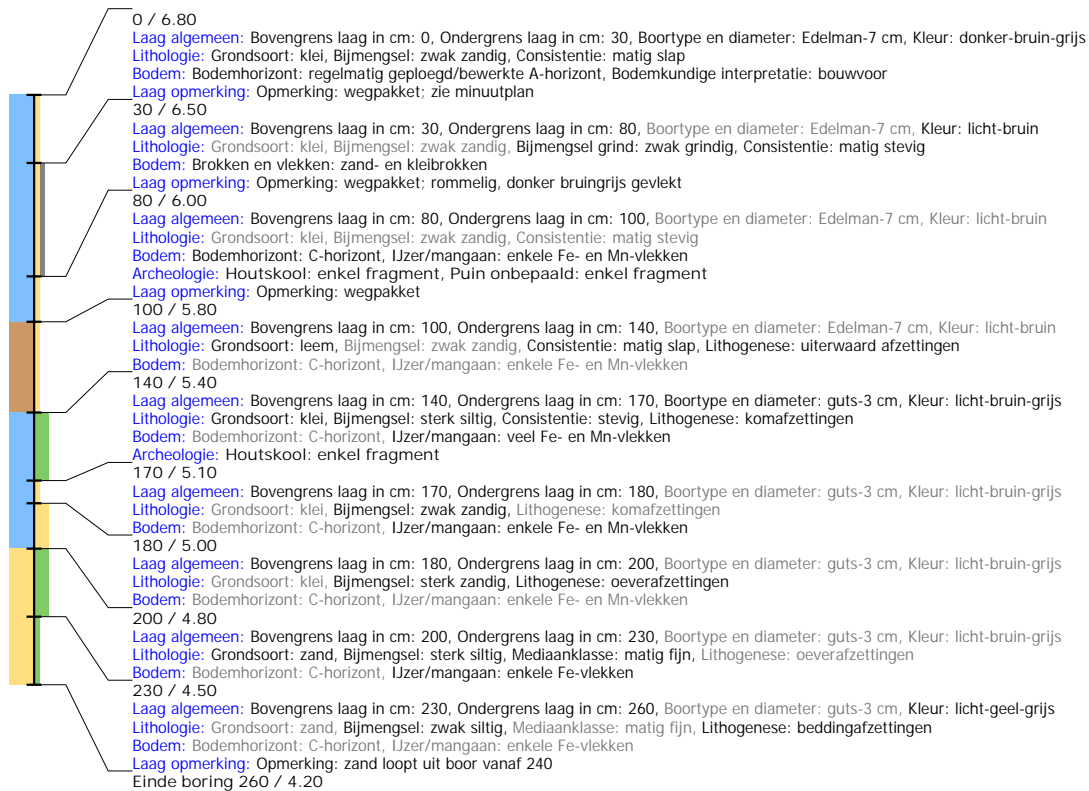 0 / 6.80
Laag algemeen: Bovengrens laag in cm: 0, Ondergrens laag in cm: 30, Boortype en diameter: Edelman-7 cm, Kleur: donker-bruin-grijs
Lithologie: Grondsoort: klei, Bijmengsel: zwak zandig, Consistentie: matig slap
Bodem: Bodemhorizont: regelmatig geploegd/bewerkte A-horizont, Bodemkundige interpretatie: bouwvoor
Laag opmerking: Opmerking: wegpakket; zie minuutplan
30 / 6.50
Laag algemeen: Bovengrens laag in cm: 30, Ondergrens laag in cm: 80, Boortype en diameter: Edelman-7 cm, Kleur: licht-bruin
Lithologie: Grondsoort: klei, Bijmengsel: zwak zandig, Bijmengsel grind: zwak grindig, Consistentie: matig stevig
Bodem: Brokken en vlekken: zand- en kleibrokken
Laag opmerking: Opmerking: wegpakket; rommelig, donker bruingrijs gevlekt
80 / 6.00
Laag algemeen: Bovengrens laag in cm: 80, Ondergrens laag in cm: 100, Boortype en diameter: Edelman-7 cm, Kleur: licht-bruin
Lithologie: Grondsoort: klei, Bijmengsel: zwak zandig, Consistentie: matig stevig
Bodem: Bodemhorizont: C-horizont, IJzer/mangaan: enkele Fe- en Mn-vlekken
Archeologie: Houtskool: enkel fragment, Puin onbepaald: enkel fragment
Laag opmerking: Opmerking: wegpakket
100 / 5.80
Laag algemeen: Bovengrens laag in cm: 100, Ondergrens laag in cm: 140, Boortype en diameter: Edelman-7 cm, Kleur: licht-bruin
Lithologie: Grondsoort: leem, Bijmengsel: zwak zandig, Consistentie: matig slap, Lithogenese: uiterwaard afzettingen
Bodem: Bodemhorizont: C-horizont, IJzer/mangaan: enkele Fe- en Mn-vlekken
140 / 5.40
Laag algemeen: Bovengrens laag in cm: 140, Ondergrens laag in cm: 170, Boortype en diameter: guts-3 cm, Kleur: licht-bruin-grijs
Lithologie: Grondsoort: klei, Bijmengsel: sterk siltig, Consistentie: stevig, Lithogenese: komafzettingen
Bodem: Bodemhorizont: C-horizont, IJzer/mangaan: veel Fe- en Mn-vlekken
Archeologie: Houtskool: enkel fragment
170 / 5.10
Laag algemeen: Bovengrens laag in cm: 170, Ondergrens laag in cm: 180, Boortype en diameter: guts-3 cm, Kleur: licht-bruin-grijs
Lithologie: Grondsoort: klei, Bijmengsel: zwak zandig, Lithogenese: komafzettingen
Bodem: Bodemhorizont: C-horizont, IJzer/mangaan: enkele Fe- en Mn-vlekken
180 / 5.00
Laag algemeen: Bovengrens laag in cm: 180, Ondergrens laag in cm: 200, Boortype en diameter: guts-3 cm, Kleur: licht-bruin-grijs
Lithologie: Grondsoort: klei, Bijmengsel: sterk zandig, Lithogenese: oeverafzettingen
Bodem: Bodemhorizont: C-horizont, IJzer/mangaan: enkele Fe- en Mn-vlekken
200 / 4.80
Laag algemeen: Bovengrens laag in cm: 200, Ondergrens laag in cm: 230, Boortype en diameter: guts-3 cm, Kleur: licht-bruin-grijs
Lithologie: Grondsoort: zand, Bijmengsel: sterk siltig, Mediaanklasse: matig fijn, Lithogenese: oeverafzettingen
Bodem: Bodemhorizont: C-horizont, IJzer/mangaan: enkele Fe-vlekken
230 / 4.50
Laag algemeen: Bovengrens laag in cm: 230, Ondergrens laag in cm: 260, Boortype en diameter: guts-3 cm, Kleur: licht-geel-grijs
Lithologie: Grondsoort: zand, Bijmengsel: zwak siltig, Mediaanklasse: matig fijn, Lithogenese: beddingafzettingen
Bodem: Bodemhorizont: C-horizont, IJzer/mangaan: enkele Fe-vlekken
Laag opmerking: Opmerking: zand loopt uit boor vanaf 240
Einde boring 260 / 4.20